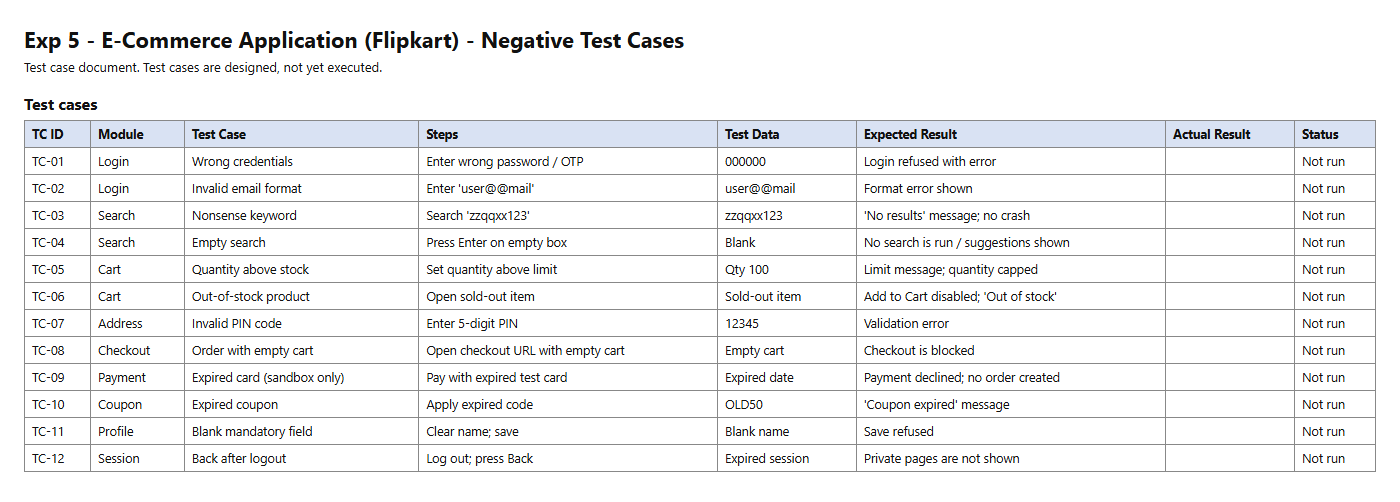 Exp 5 - E-Commerce Application (Flipkart) - Negative Test Cases
Test case document. Test cases are designed, not yet executed.
Test cases
TC ID Module Test Case Steps Test Data Expected Result Actual Result Status
TC-01 Login Wrong credentials Enter wrong password / OTP 000000 Login refused with error Not run
TC-02 Login Invalid email format Enter 'user@@mail' user@@mail Format error shown Not run
TC-03 Search Nonsense keyword Search 'zzqqxx123' zzqqxx123 'No results' message; no crash Not run
TC-04 Search Empty search Press Enter on empty box Blank No search is run / suggestions shown Not run
TC-05 Cart Quantity above stock Set quantity above limit Qty 100 Limit message; quantity capped Not run
TC-06 Cart Out-of-stock product Open sold-out item Sold-out item Add to Cart disabled; 'Out of stock' Not run
TC-07 Address Invalid PIN code Enter 5-digit PIN 12345 Validation error Not run
TC-08 Checkout Order with empty cart Open checkout URL with empty cart Empty cart Checkout is blocked Not run
TC-09 Payment Expired card (sandbox only) Pay with expired test card Expired date Payment declined; no order created Not run
TC-10 Coupon Expired coupon Apply expired code OLD50 'Coupon expired' message Not run
TC-11 Profile Blank mandatory field Clear name; save Blank name Save refused Not run
TC-12 Session Back after logout Log out; press Back Expired session Private pages are not shown Not run